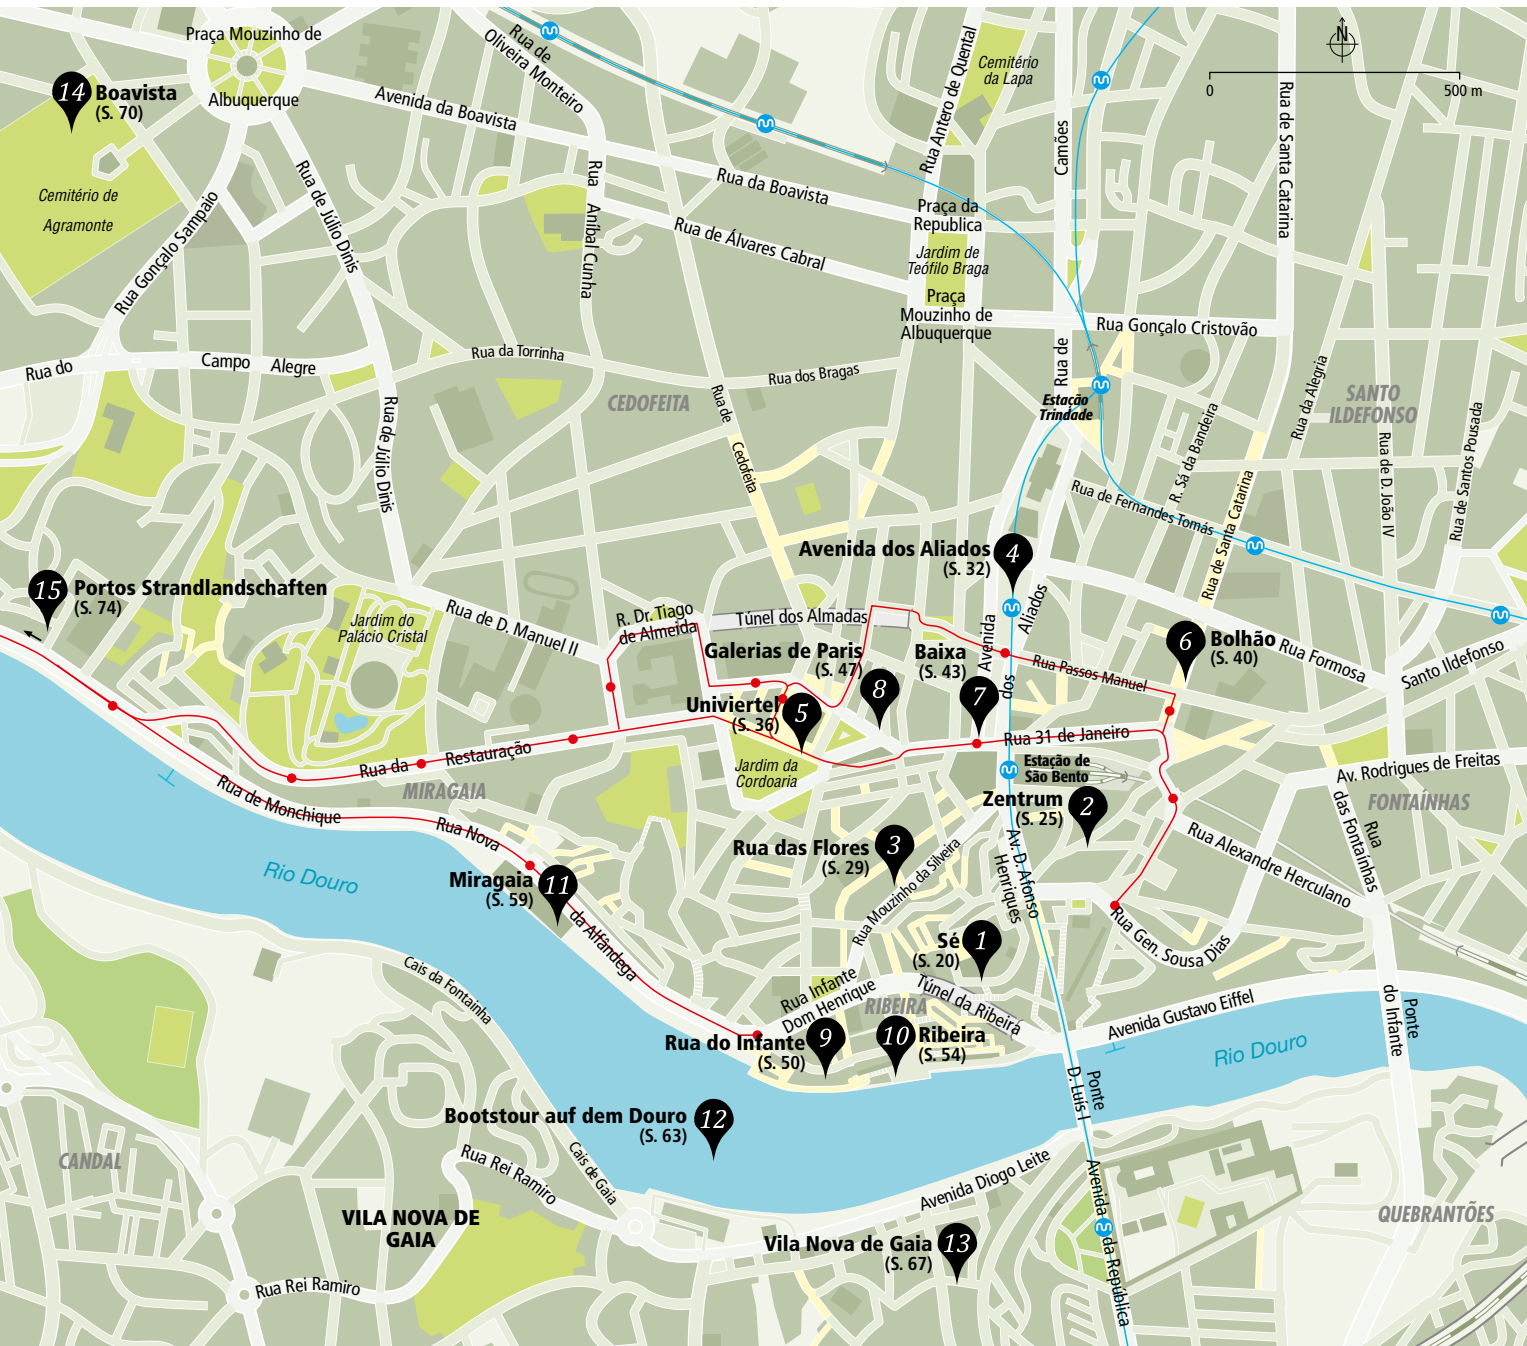 Praça Mouzinho de
Albuquerque
14
Boavista
(S. 70)
Cemitério de
Agramonte
Rua de
Oliveira Monteiro
Avenida da Boavista
Rua de Júlio Dinis
Rua Gonçalo Sampaio
Rua Aníbal Cunha
Rua da Boavista
Rua de Álvares Cabral
Rua Antero de Quental
Cemitério
da Lapa
Camões
Rua de
N
0
500 m
Rua de Santa Catarina
Praça da
Republica
Jardim de
Teófilo Braga
Praça
Mouzinho de
Albuquerque
Rua Gonçalo Cristovão
Rua do
Campo Alegre
Rua da Torrinha
Rua dos Bragas
CEDOFEITA
Rua de
Cedofeita
Rua de Júlio Dinis
Estação
Trindade
SANTO
ILDEFONSO
Rua da Alegria
R. Sá da Bandeira
Rua de D. João IV
Rua de Santos Pousada
Rua de Fernandes Tomás
Rua de Santa Catarina
15
Portos Strandlandschaften
(S. 74)
Jardim do
Palácio Cristal
Rua de D. Manuel II
R. Dr. Tiago
de Almeida
Túnel dos Almadas
Avenida dos Aliados
(S. 32)
4
Avenida
dos
Aliados
Galerias de Paris
(S. 47)
8
Baixa
(S. 43)
7
Rua Passos Manuel
6
Bolhão
(S. 40)
Rua Formosa
Santo Ildefonso
Univiertel
(S. 36)
5
Jardim da
Cordoaria
Rua 31 de Janeiro
Estação de
São Bento
Av. Rodrigues de Freitas
FONTAÍNHAS
Rua
das Fontaínhas
Rua da
Restauração
MIRAGAIA
Rua de Monchique
Rua Nova
da Alfândega
Zentrum
(S. 25)
2
Rua das Flores
(S. 29)
3
Rua Mouzinho da Silveira
Av. D. Afonso
Henriques
Rua Alexandre Herculano
Rua Gen. Sousa Dias
Rio Douro
Miragaia
(S. 59)
11
Sé
(S. 20)
1
Cais da Fontainha
Rua Infante
Dom Henrique
RIBEIRA
Túnel da Ribeira
Avenida Gustavo Eiffel
Ponte
do Infante
Rua do Infante
(S. 50)
9
10
Ribeira
(S. 54)
Rio Douro
Ponte
D. Luís I
Bootstour auf dem Douro
(S. 63)
12
CANDAL
Rua Rei Ramiro
Cais de Gaia
Avenida Diogo Leite
VILA NOVA DE
GAIA
Vila Nova de Gaia
(S. 67)
13
Avenida
da República
QUEBRANTÕES
Rua Rei Ramiro